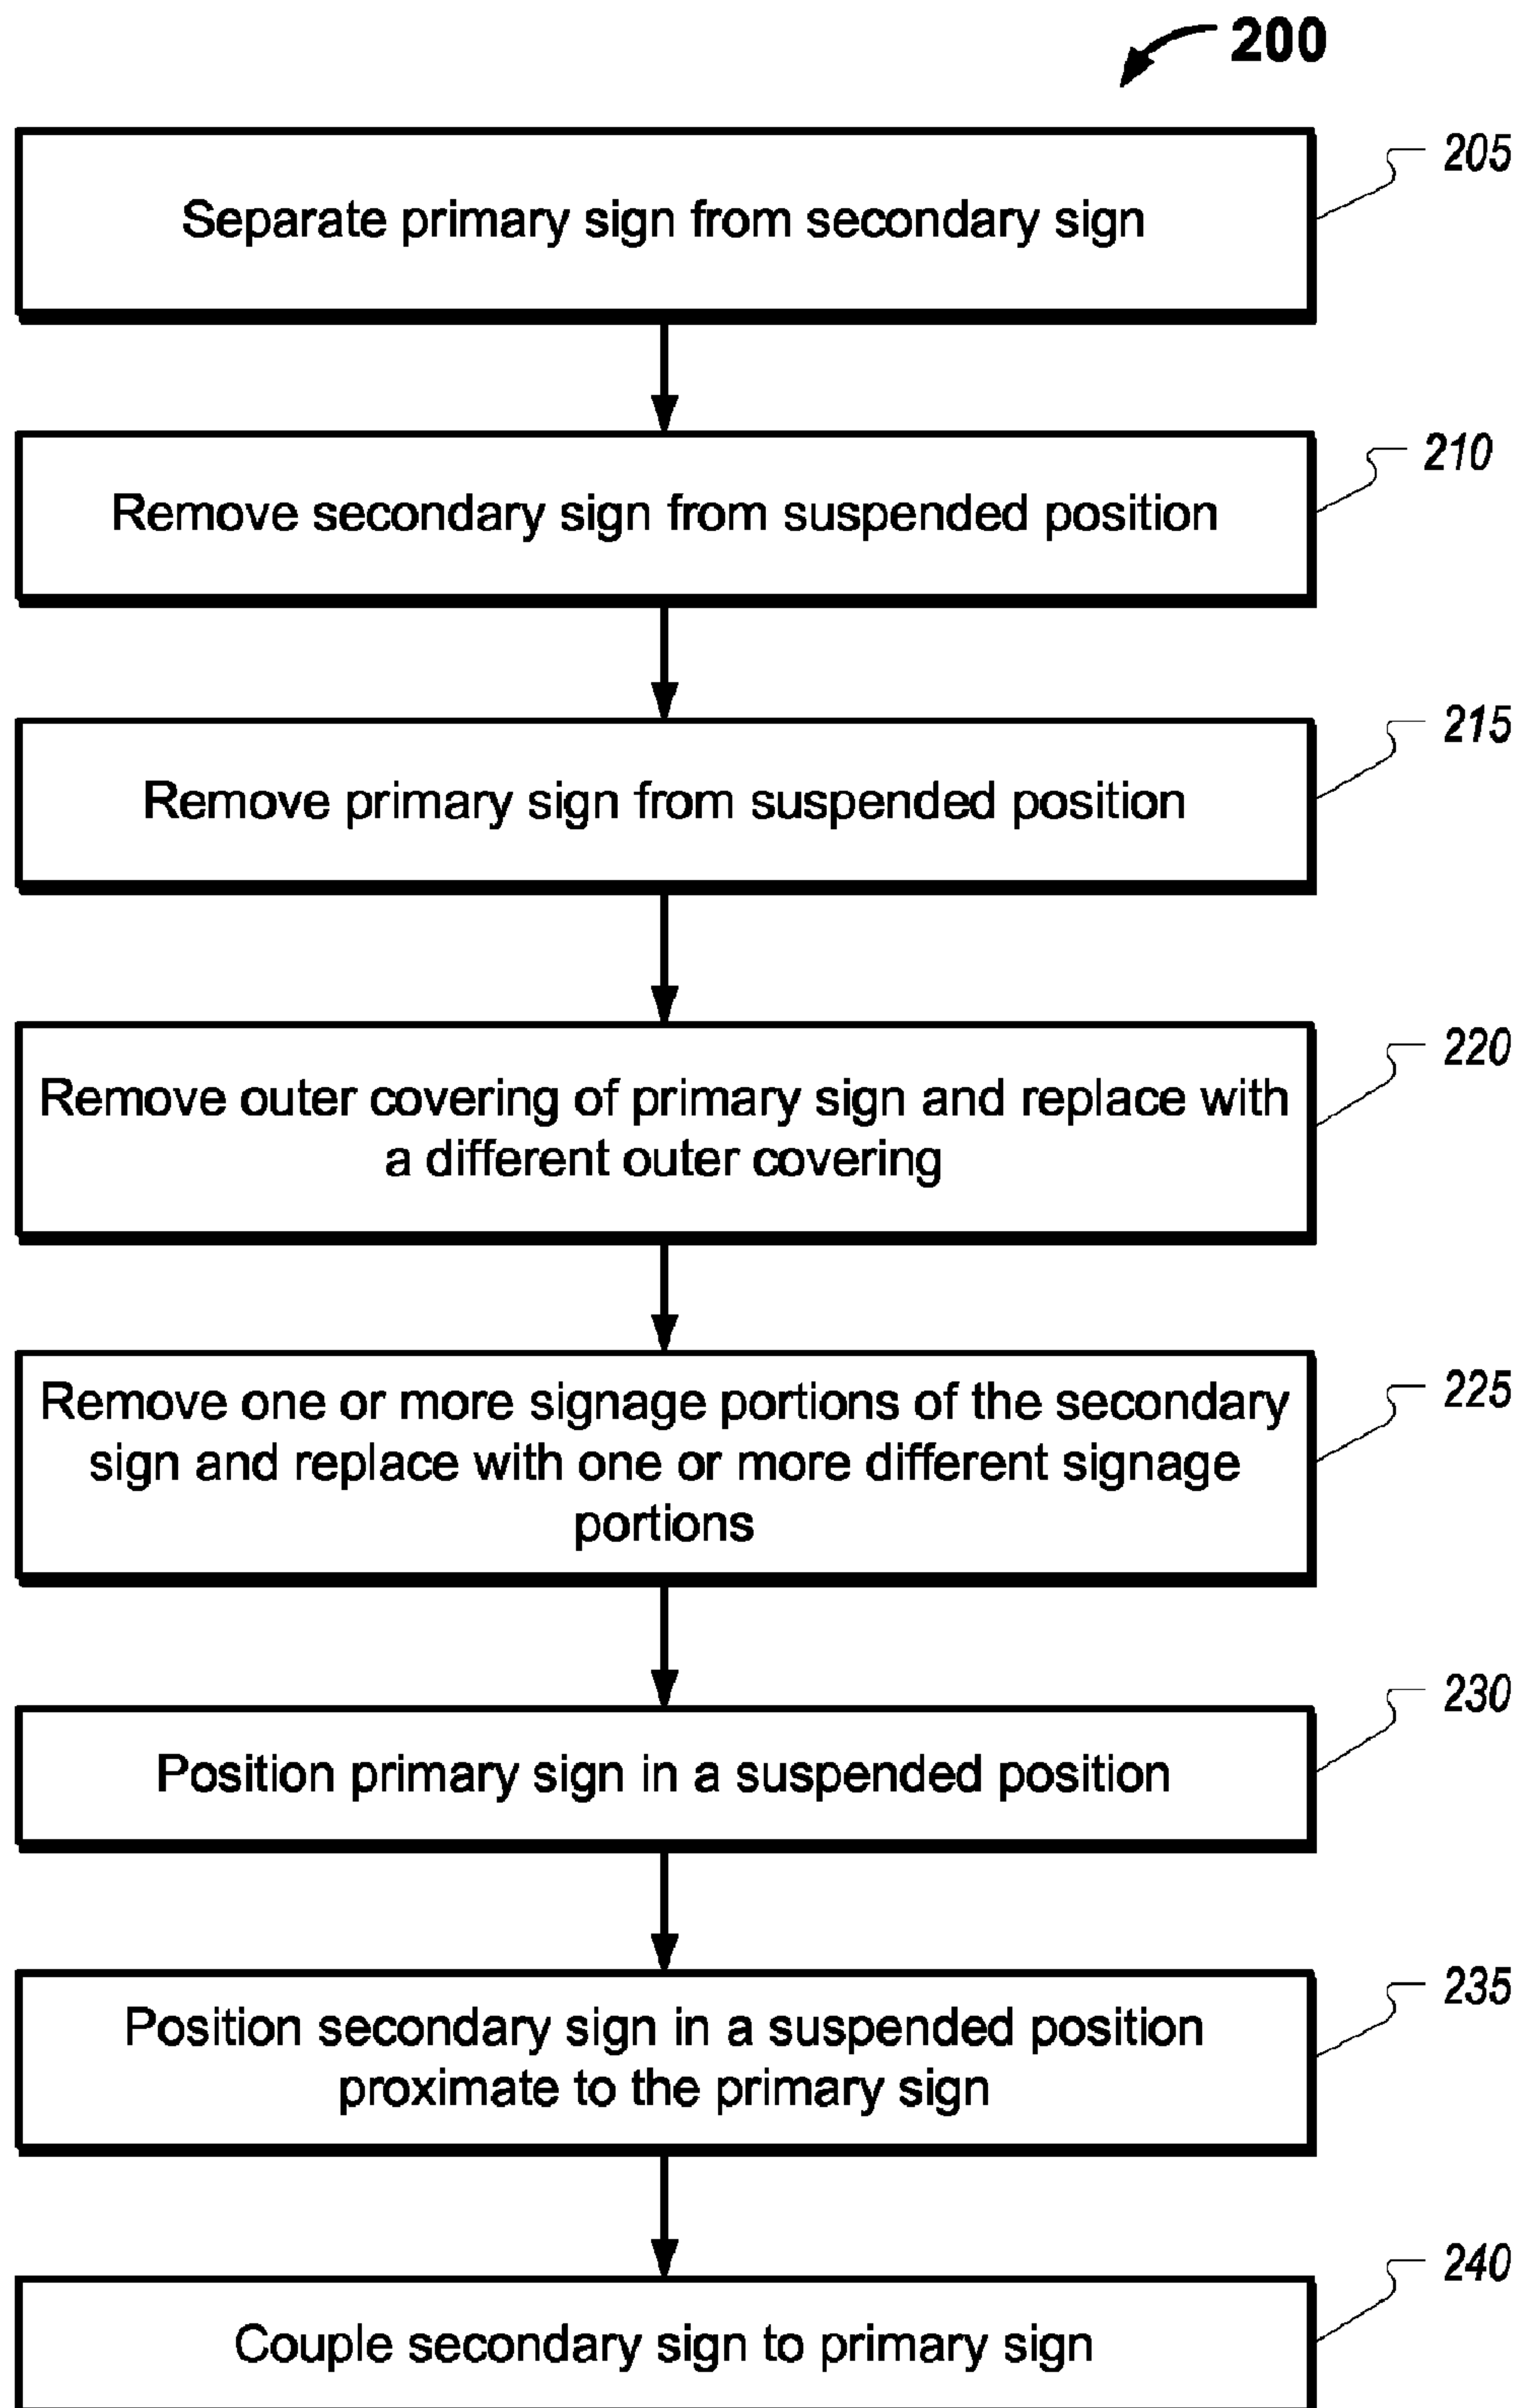 200
205
Separate primary sign from secondary sign
210
Remove secondary sign from suspended position
215
Remove primary sign from suspended position
220
Remove outer covering of primary sign and replace with
a different outer covering
225
Remove one or more signage portions of the secondary
sign and replace with one or more different signage
portions
230
Position primary sign in a suspended position
235
Position secondary sign in a suspended position
proximate to the primary sign
240
Couple secondary sign to primary sign